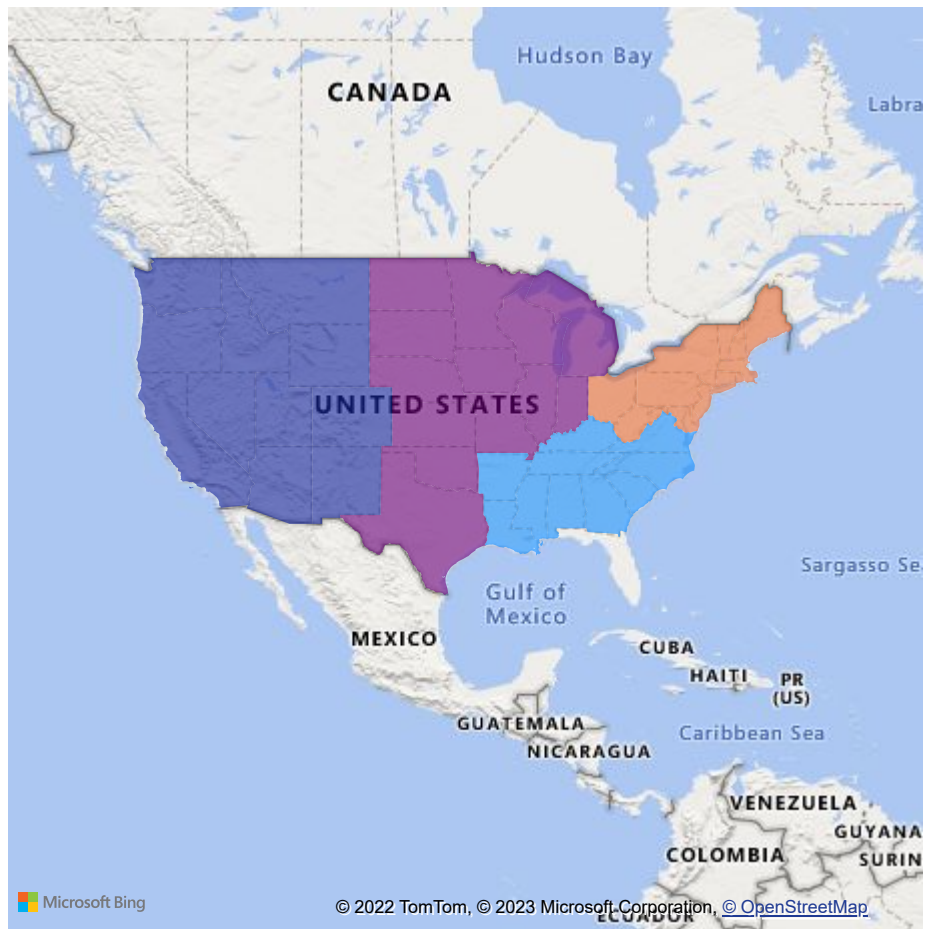 Hudson Bay
CANADA
Labra
UNITED STATES
Sargasso Se
Gulf of
Mexico
MEXICO
CUBA
HAITI
PR
(US)
GUATEMALA
Caribbean Sea
NICARAGUA
VENEZUELA
GUYANA
COLOMBIA
SURIN
Microsoft Bing
© 2022 TomTom, © 2023 Microsoft Corporation, © OpenStreetMap
ECUADOR